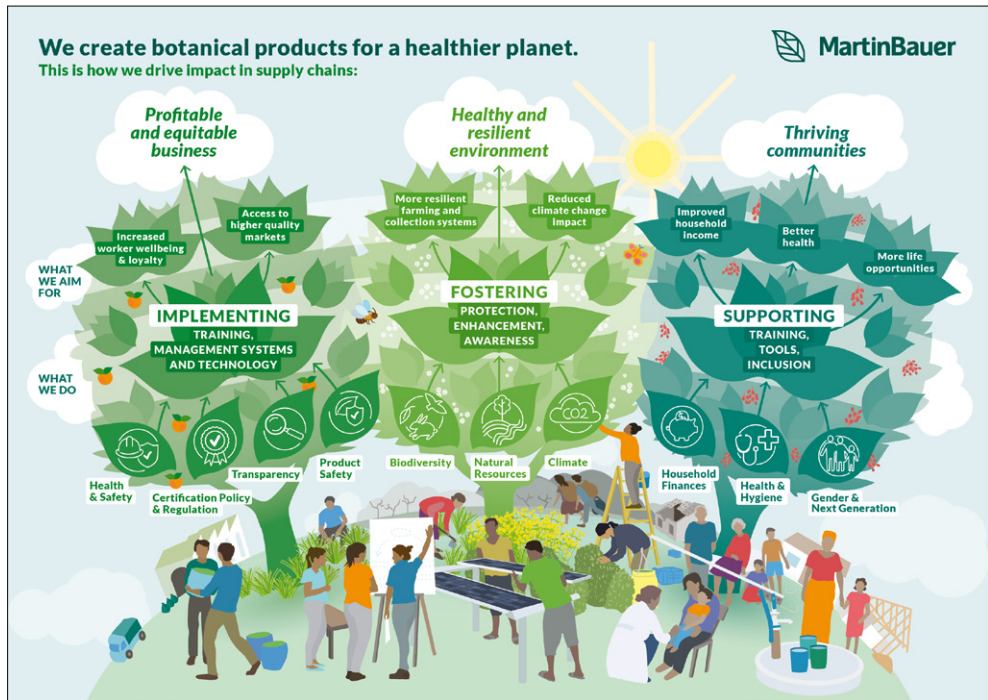 We create botanical products for a healthier planet.
This is how we drive impact in supply chains:
MartinBauer
Profitable
and equitable
business
Healthy and
resilient
environment
Thriving
communities
Increased
worker wellbeing
& loyalty
Access to
higher quality
markets
More resilient
farming and
collection systems
Reduced
climate change
impact
Improved
household
income
Better
health
More life
opportunities
WHAT
WE AIM
FOR
IMPLEMENTING
TRAINING,
MANAGEMENT SYSTEMS
AND TECHNOLOGY
FOSTERING
PROTECTION,
ENHANCEMENT,
AWARENESS
SUPPORTING
TRAINING,
TOOLS,
INCLUSION
WHAT
WE DO
CO2
Health
& Safety
Certification Policy
& Regulation
Transparency
Product
Safety
Biodiversity
Natural
Resources
Climate
Household
Finances
Health &
Hygiene
Gender &
Next Generation